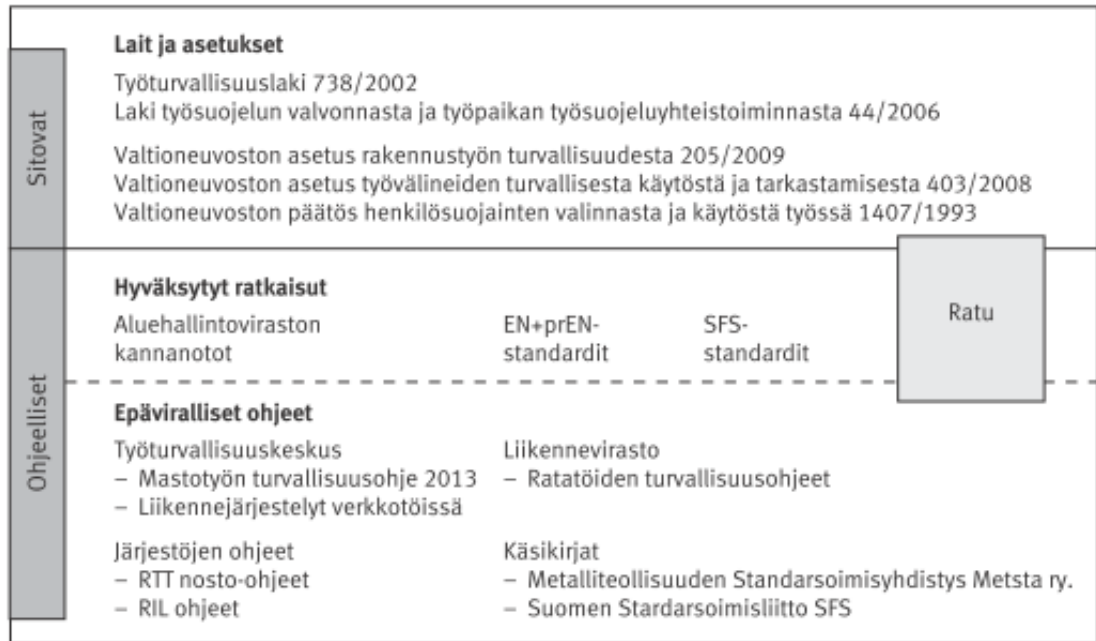 Sitovat
Lait ja asetukset
Työturvallisuuslaki 738/2002
Laki työsuojelun valvonnasta ja työpaikan työsuojeluyhteistoiminnasta 44/2006
Valtioneuvoston asetus rakennustyön turvallisuudesta 205/2009
Valtioneuvoston asetus työvälineiden turvallisesta käytöstä ja tarkastamisesta 403/2008
Valtioneuvoston päätös henkilösuojainten valinnasta ja käytöstä työssä 1407/1993
Ratu
Ohjeelliset
Hyväksytyt ratkaisut
Aluehallintoviraston
kannanotot
EN+prEN-
standardit
SFS-
standardit
Epäviralliset ohjeet
Työturvallisuuskeskus
– Mastotyön turvallisuusohje 2013
– Liikennejärjestelyt verkkotöissä
Liikennevirasto
– Ratatöiden turvallisuusohjeet
Järjestöjen ohjeet
– RTT nosto-ohjeet
– RIL ohjeet
Käsikirjat
– Metalliteollisuuden Standarsoimisyhdistys Metsta ry.
– Suomen Stardarsoimisliitto SFS